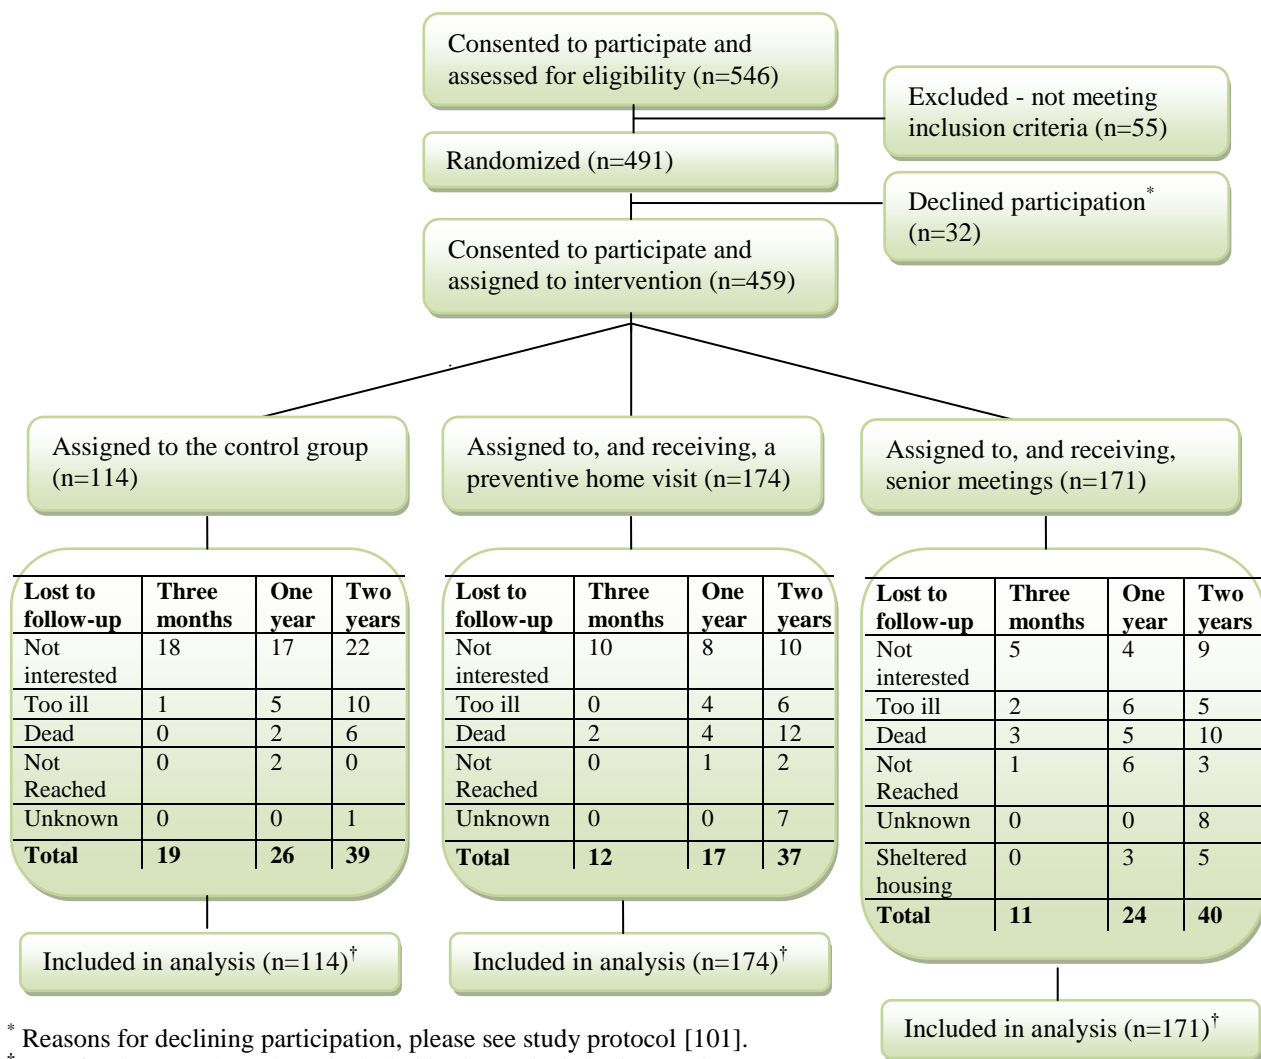 Consented to participate and
assessed for eligibility (n=546)
Excluded - not meeting
inclusion criteria (n=55)
Randomized (n=491)
Declined participation*
(n=32)
Consented to participate and
assigned to intervention (n=459)
Assigned to the control group
(n=114)
Assigned to, and receiving, a
preventive home visit (n=174)
Assigned to, and receiving,
senior meetings (n=171)
Lost to Three One Two
follow-up months year years
Not 18 17 22
interested
Too ill 1 5 10
Dead 0 2 6
Not 0 2 0
Reached
Unknown 0 0 1
Total 19 26 39
Lost to Three One Two
follow-up months year years
Not 10 8 10
interested
Too ill 0 4 6
Dead 2 4 12
Not 0 1 2
Reached
Unknown 0 0 7
Total 12 17 37
Lost to Three One Two
follow-up months year years
Not 5 4 9
interested
Too ill 2 6 5
Dead 3 5 10
Not 1 6 3
Reached
Unknown 0 0 8
Sheltered 0 3 5
housing
Total 11 24 40
Included in analysis (n=114)†
Included in analysis (n=174)†
Included in analysis (n=171)†
* Reasons for declining participation, please see study protocol [101].
†